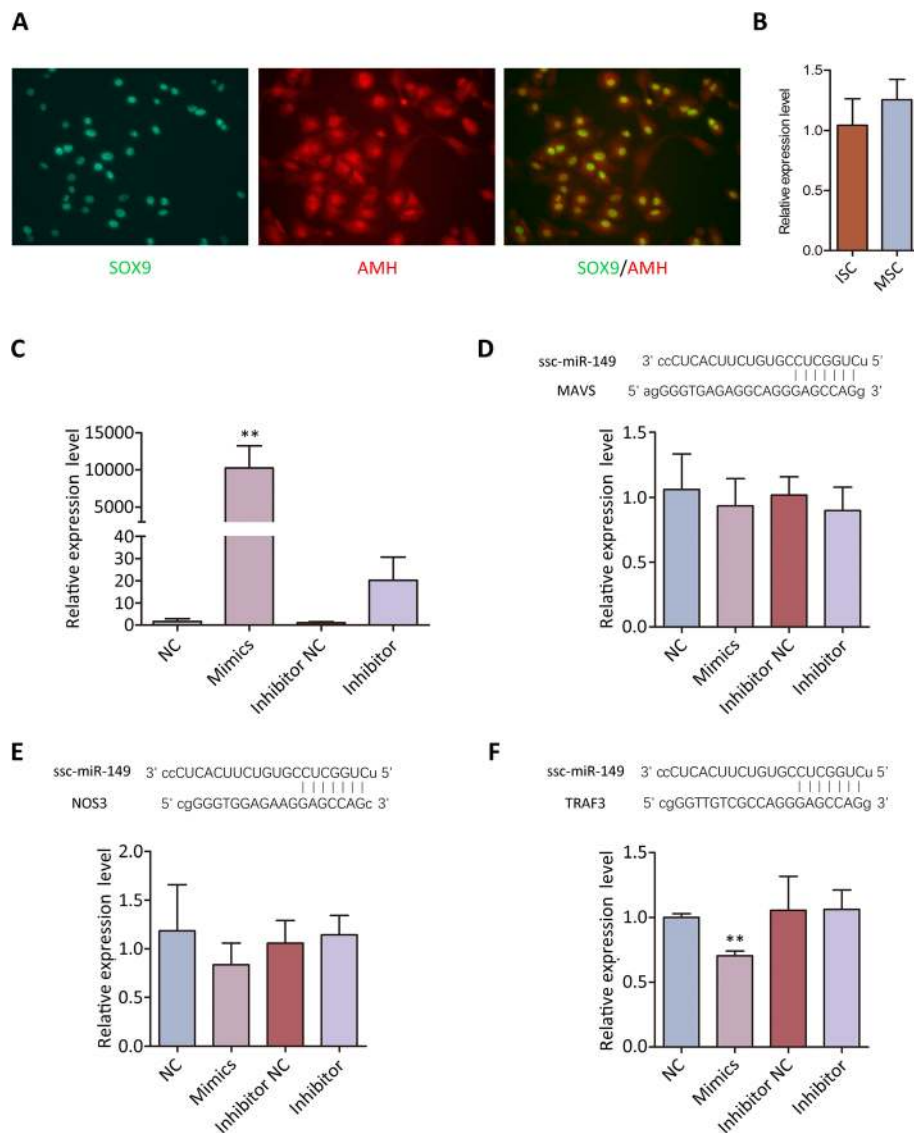 A
SOX9
AMH
SOX9/AMH
B
Relative expression level
1.5
1.0
0.5
0.0
ISC
MSC
C
Relative expression level
15000
10000
5000
40
30
20
10
0
**
NC
Mimics
Inhibitor NC
Inhibitor
D
ssc-miR-149 3' ccCUCACUUCUGUGCCUCGGUCu 5'
MAVS 5' agGGGTGAGAGGCAGGGAGCCAGg 3'
Relative expression level
1.5
1.0
0.5
0.0
NC
Mimics
Inhibitor NC
Inhibitor
E
ssc-miR-149 3' ccCUCACUUCUGUGCCUCGGUCu 5'
NOS3 5' cgGGGTGGAGAAGGAGCCAGc 3'
Relative expression level
2.0
1.5
1.0
0.5
0.0
NC
Mimics
Inhibitor NC
Inhibitor
F
ssc-miR-149 3' ccCUCACUUCUGUGCCUCGGUCu 5'
TRAF3 5' cgGGTTGTCGCCAGGGAGCCAGg 3'
Relative expression level
1.5
1.0
0.5
0.0
**
NC
Mimics
Inhibitor NC
Inhibitor